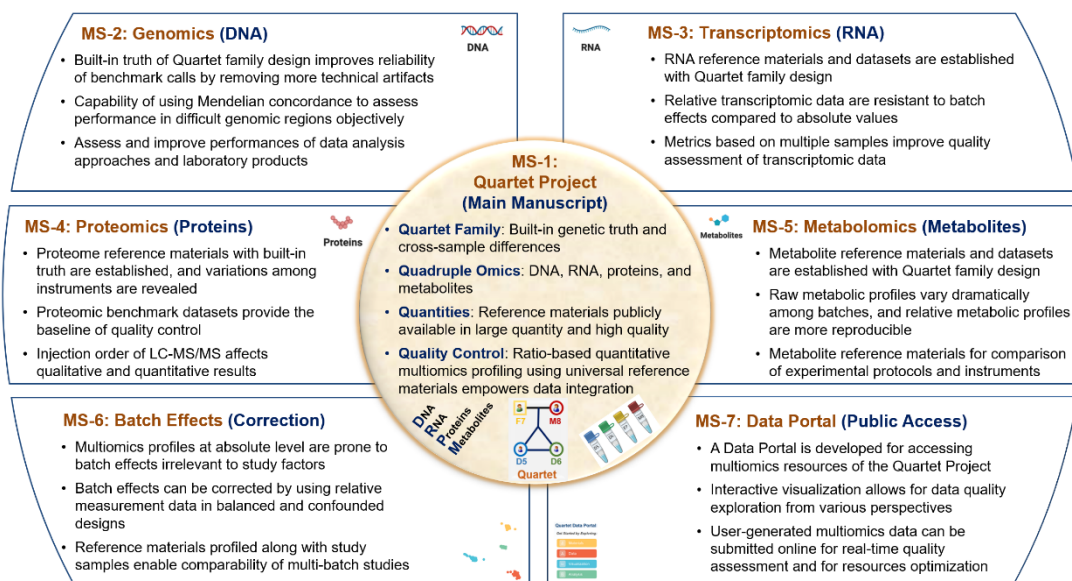 MS-2: Genomics (DNA)
• Built-in truth of Quartet family design improves reliability
of benchmark calls by removing more technical artifacts
• Capability of using Mendelian concordance to assess
performance in difficult genomic regions objectively
• Assess and improve performances of data analysis
approaches and laboratory products
DNA
RNA
MS-3: Transcriptomics (RNA)
• RNA reference materials and datasets are established
with Quartet family design
• Relative transcriptomic data are resistant to batch
effects compared to absolute values
• Metrics based on multiple samples improve quality
assessment of transcriptomic data
MS-1:
Quartet Project
(Main Manuscript)
• Quartet Family: Built-in genetic truth and
cross-sample differences
• Quadruple Omics: DNA, RNA, proteins, and
metabolites
• Quantities: Reference materials publicly
available in large quantity and high quality
• Quality Control: Ratio-based quantitative
multiomics profiling using universal reference
materials empowers data integration
DNA
RNA
Proteins
Metabolites
F7
M8
D5
D6
Quartet
MS-4: Proteomics (Proteins)
Proteins
• Proteome reference materials with built-in
truth are established, and variations among
instruments are revealed
• Proteomic benchmark datasets provide the
baseline of quality control
• Injection order of LC-MS/MS affects
qualitative and quantitative results
Metabolites
MS-5: Metabolomics (Metabolites)
• Metabolite reference materials and datasets
are established with Quartet family design
• Raw metabolic profiles vary dramatically
among batches, and relative metabolic profiles
are more reproducible
• Metabolite reference materials for comparison
of experimental protocols and instruments
MS-6: Batch Effects (Correction)
• Multiomics profiles at absolute level are prone to
batch effects irrelevant to study factors
• Batch effects can be corrected by using relative
measurement data in balanced and confounded
designs
• Reference materials profiled along with study
samples enable comparability of multi-batch studies
Quartet Data Portal
MS-7: Data Portal (Public Access)
• A Data Portal is developed for accessing
multiomics resources of the Quartet Project
• Interactive visualization allows for data quality
exploration from various perspectives
• User-generated multiomics data can be
submitted online for real-time quality
assessment and for resources optimization